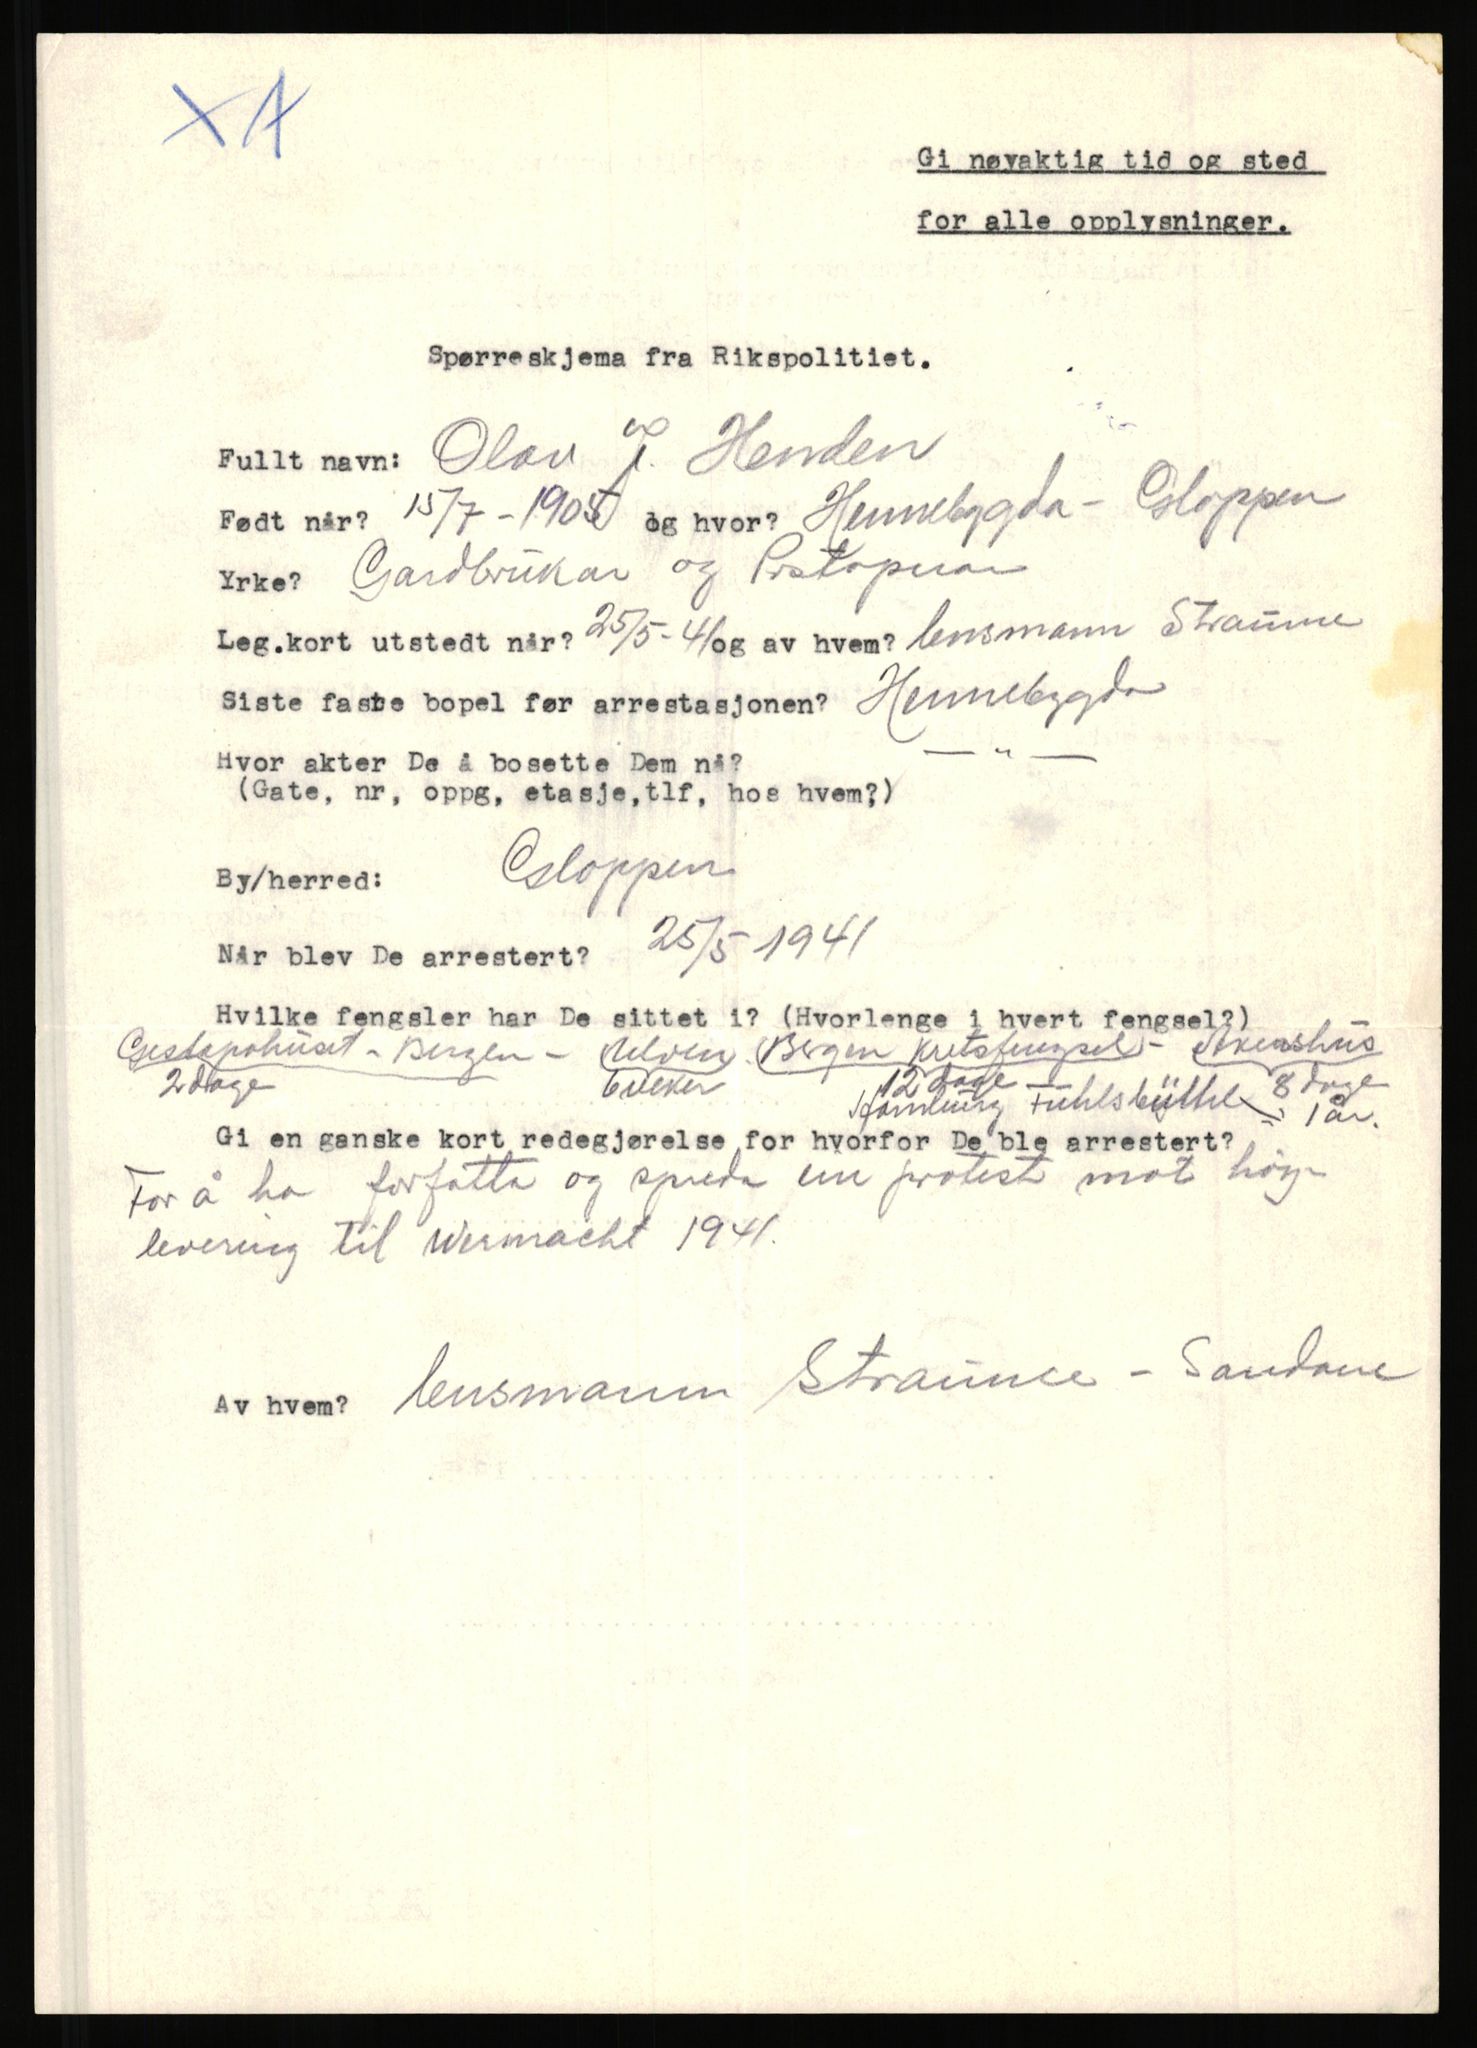 XA
Gi nøyaktig tid og sted
for alle opplysninger.
Spørreskjema fra Rikspolitiet.
Fullt navn: Olav J. Henden
Født når? 15/7-1905 og hvor? Hennebygda - Gloppen
Yrke? Gardbrukar og Postopnar
Leg.kort utstedt når? 25/5-41 og av hvem? lensmann Straume
Siste faste bopel før arrestasjonen? Hennebygda
Hvor akter De å bosette Dem nå? — " —
(Gate, nr, oppg, etasje,tlf, hos hvem?)
By/herred: Gloppen
Når blev De arrestert? 25/5-1941
Hvilke fengsler har De sittet i? (Hvorlenge i hvert fengsel?)
Gestapohuset - Bergen - Ulven. Bergen kretsfengsel - Akershus
2 dage 6 veker 12 dage 8 dage
Hamburg Fuhlsbüttel 1 år.
Gi en ganske kort redegjørelse for hvorfor De ble arrestert?
For å ha forfatta og spreda ein protest mot höy-
levering til Wermacht 1941.
Av hvem? lensmann Straume - Sandane